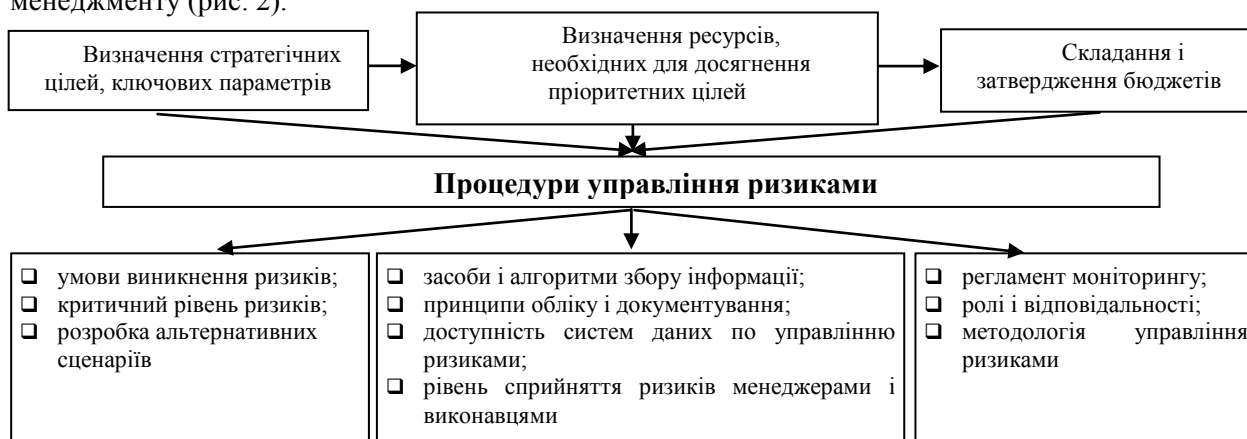 менеджменту (рис. 2).
Визначення стратегічних
цілей, ключових параметрів
Визначення ресурсів,
необхідних для досягнення
пріоритетних цілей
Складання і
затвердження бюджетів
Процедури управління ризиками
❑ умови виникнення ризиків;
❑ критичний рівень ризиків;
❑ розробка альтернативних
сценаріїв
❑ засоби і алгоритми збору інформації;
❑ принципи обліку і документування;
❑ доступність систем даних по управлінню
ризиками;
❑ рівень сприйняття ризиків менеджерами і
виконавцями
❑ регламент моніторингу;
❑ ролі і відповідальності;
❑ методологія управління
ризиками